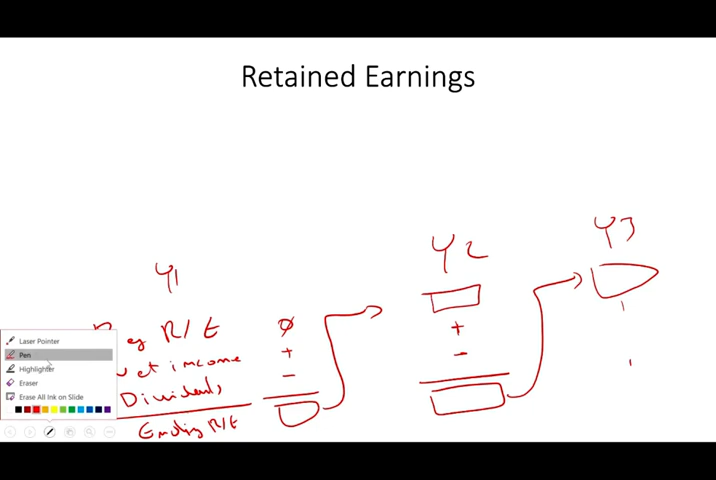 Retained Earnings
Y1
Y2
Y3
eg R/E Ø
et income +
Dividends -
Ending R/E
+
-
Laser Pointer
Pen
Highlighter
Eraser
Erase All Ink on Slide